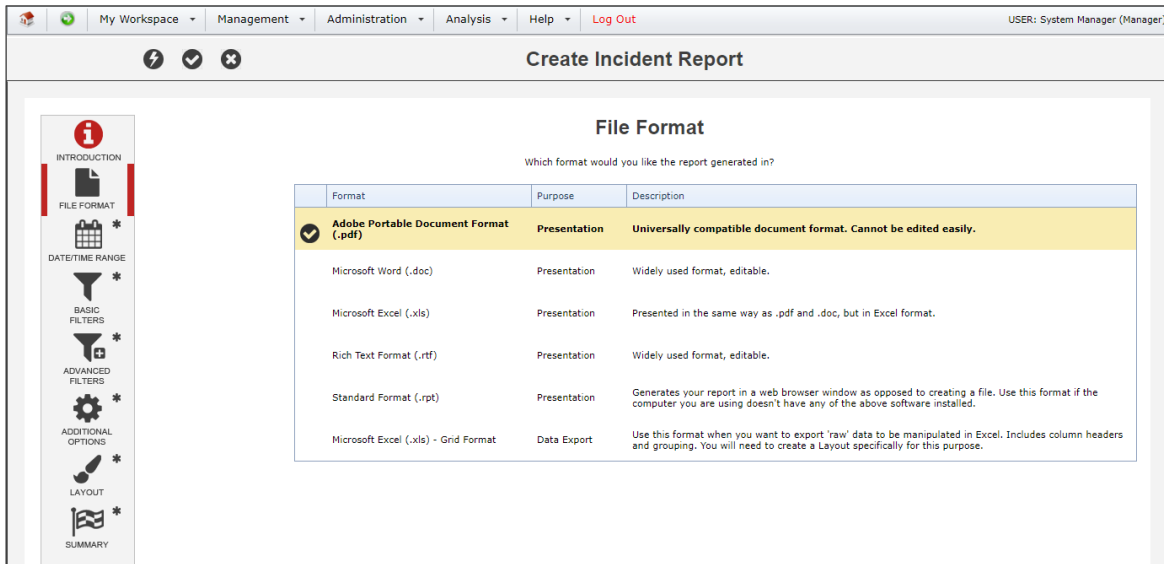 My Workspace Management Administration Analysis Help Log Out USER: System Manager (Manager)
Create Incident Report
INTRODUCTION
FILE FORMAT
DATE/TIME RANGE
BASIC
FILTERS
ADVANCED
FILTERS
ADDITIONAL
OPTIONS
LAYOUT
SUMMARY
File Format
Which format would you like the report generated in?
Format Purpose Description
Adobe Portable Document Format
(.pdf) Presentation Universally compatible document format. Cannot be edited easily.
Microsoft Word (.doc) Presentation Widely used format, editable.
Microsoft Excel (.xls) Presentation Presented in the same way as .pdf and .doc, but in Excel format.
Rich Text Format (.rtf) Presentation Widely used format, editable.
Standard Format (.rpt) Presentation Generates your report in a web browser window as opposed to creating a file. Use this format if the
computer you are using doesn't have any of the above software installed.
Microsoft Excel (.xls) - Grid Format Data Export Use this format when you want to export 'raw' data to be manipulated in Excel. Includes column headers
and grouping. You will need to create a Layout specifically for this purpose.